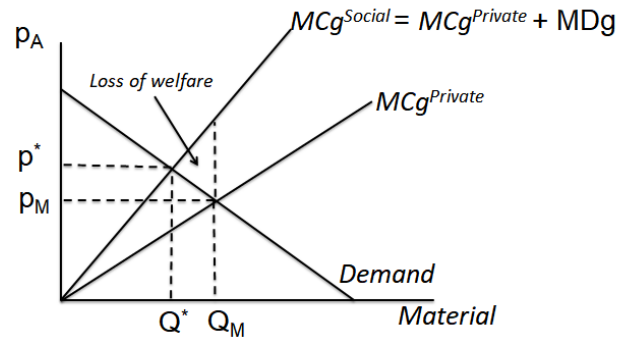 p_A
MCg^Social = MCg^Private + MDg
Loss of welfare
MCg^Private
p*
p_M
Demand
Q* Q_M
Material